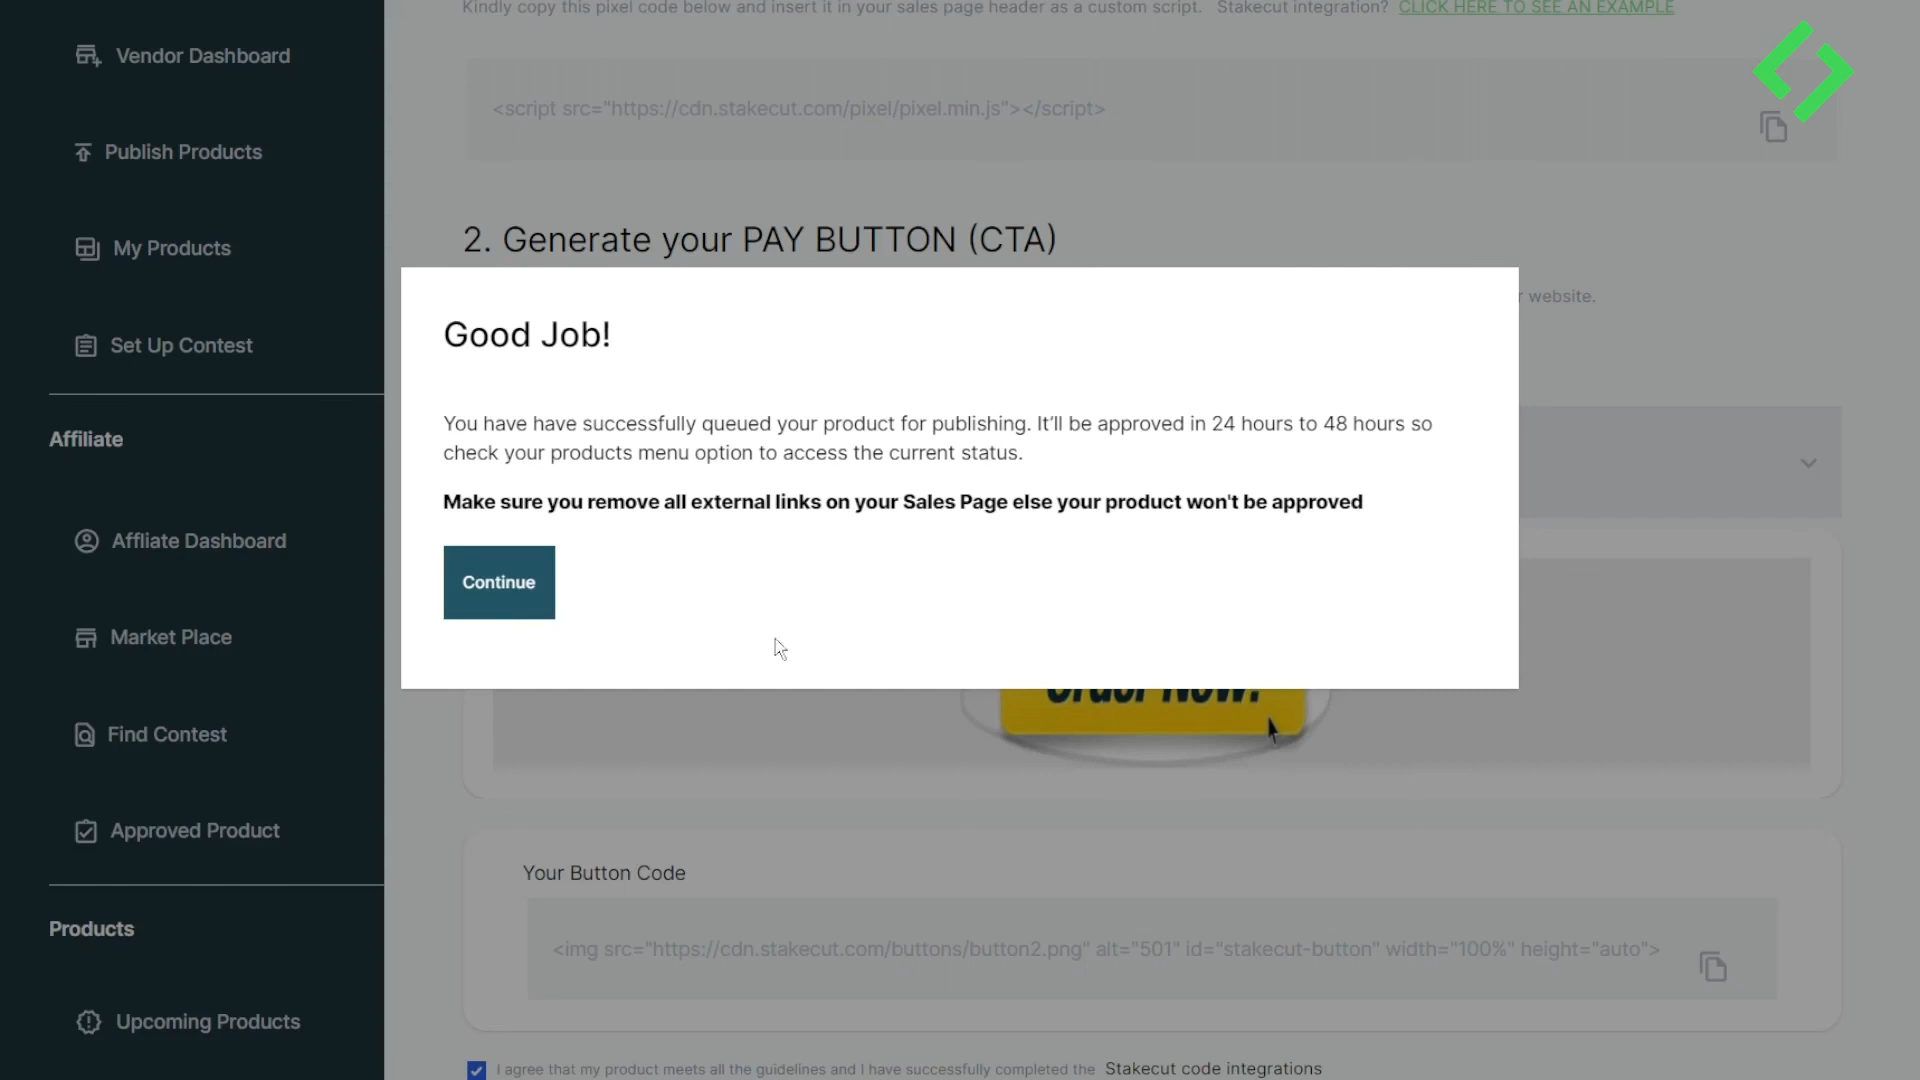 Kindly copy this pixel code below and insert it in your sales page header as a custom script. Stakecut integration? CLICK HERE TO SEE AN EXAMPLE
Vendor Dashboard
<script src="https://cdn.stakecut.com/pixel/pixel.min.js"></script>
Publish Products
2. Generate your PAY BUTTON (CTA)
My Products
website.
Good Job!
Set Up Contest
You have have successfully queued your product for publishing. It'll be approved in 24 hours to 48 hours so
check your products menu option to access the current status.
Affiliate
Make sure you remove all external links on your Sales Page else your product won't be approved
Affliate Dashboard
Continue
Market Place
Order Now!
Find Contest
Approved Product
Your Button Code
Products
<img src="https://cdn.stakecut.com/buttons/button2.png" alt="501" id="stakecut-button" width="100%" height="auto">
Upcoming Products
I agree that my product meets all the guidelines and I have successfully completed the Stakecut code integrations